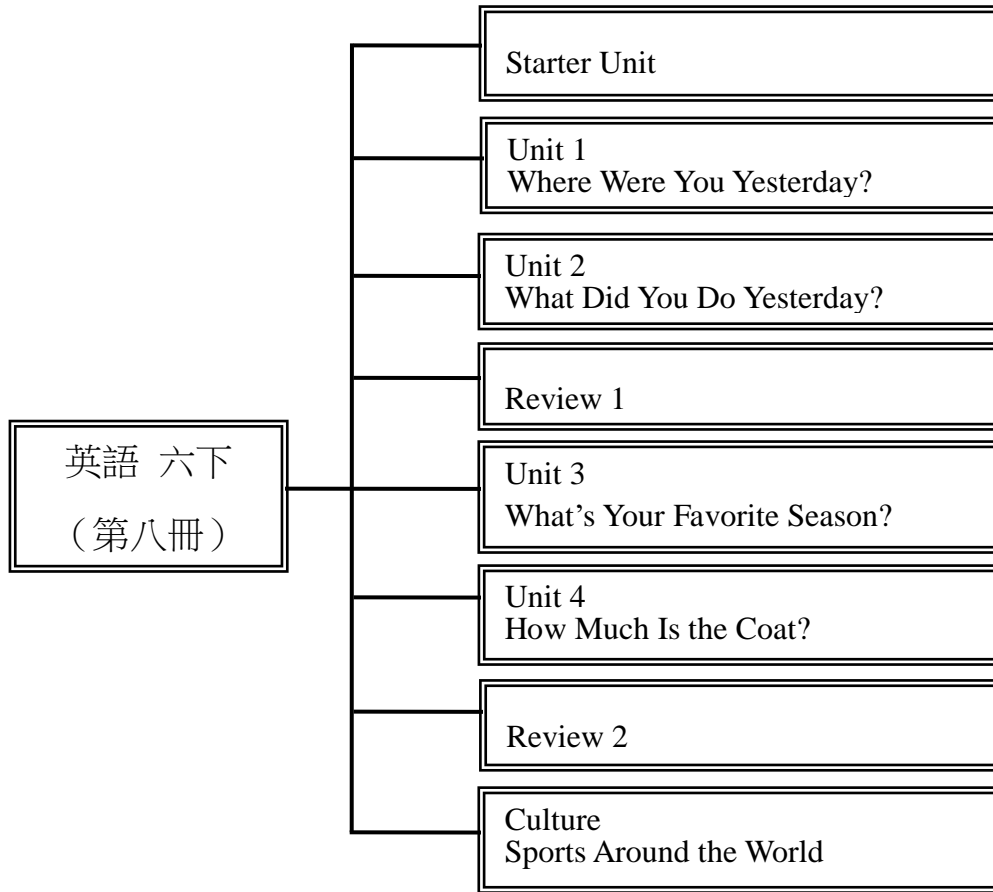 Starter Unit
Unit 1
Where Were You Yesterday?
Unit 2
What Did You Do Yesterday?
Review 1
英語 六下
（第八冊）
Unit 3
What’s Your Favorite Season?
Unit 4
How Much Is the Coat?
Review 2
Culture
Sports Around the World